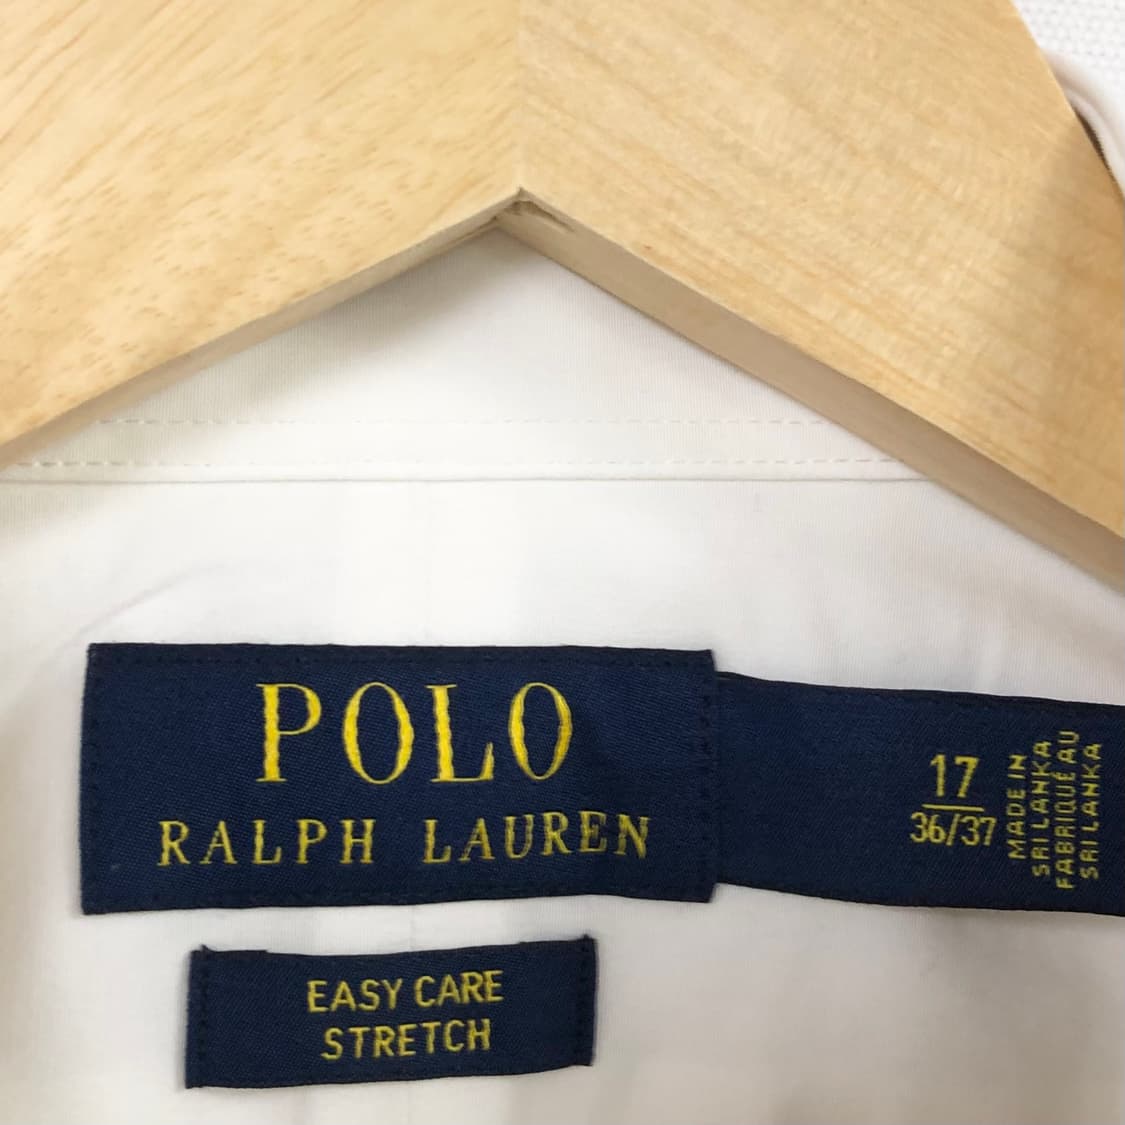 POLO
RALPH LAUREN
17
36/37
MADE IN
SRI LANKA
FABRIQUÉ AU
SRI LANKA
EASY CARE
STRETCH